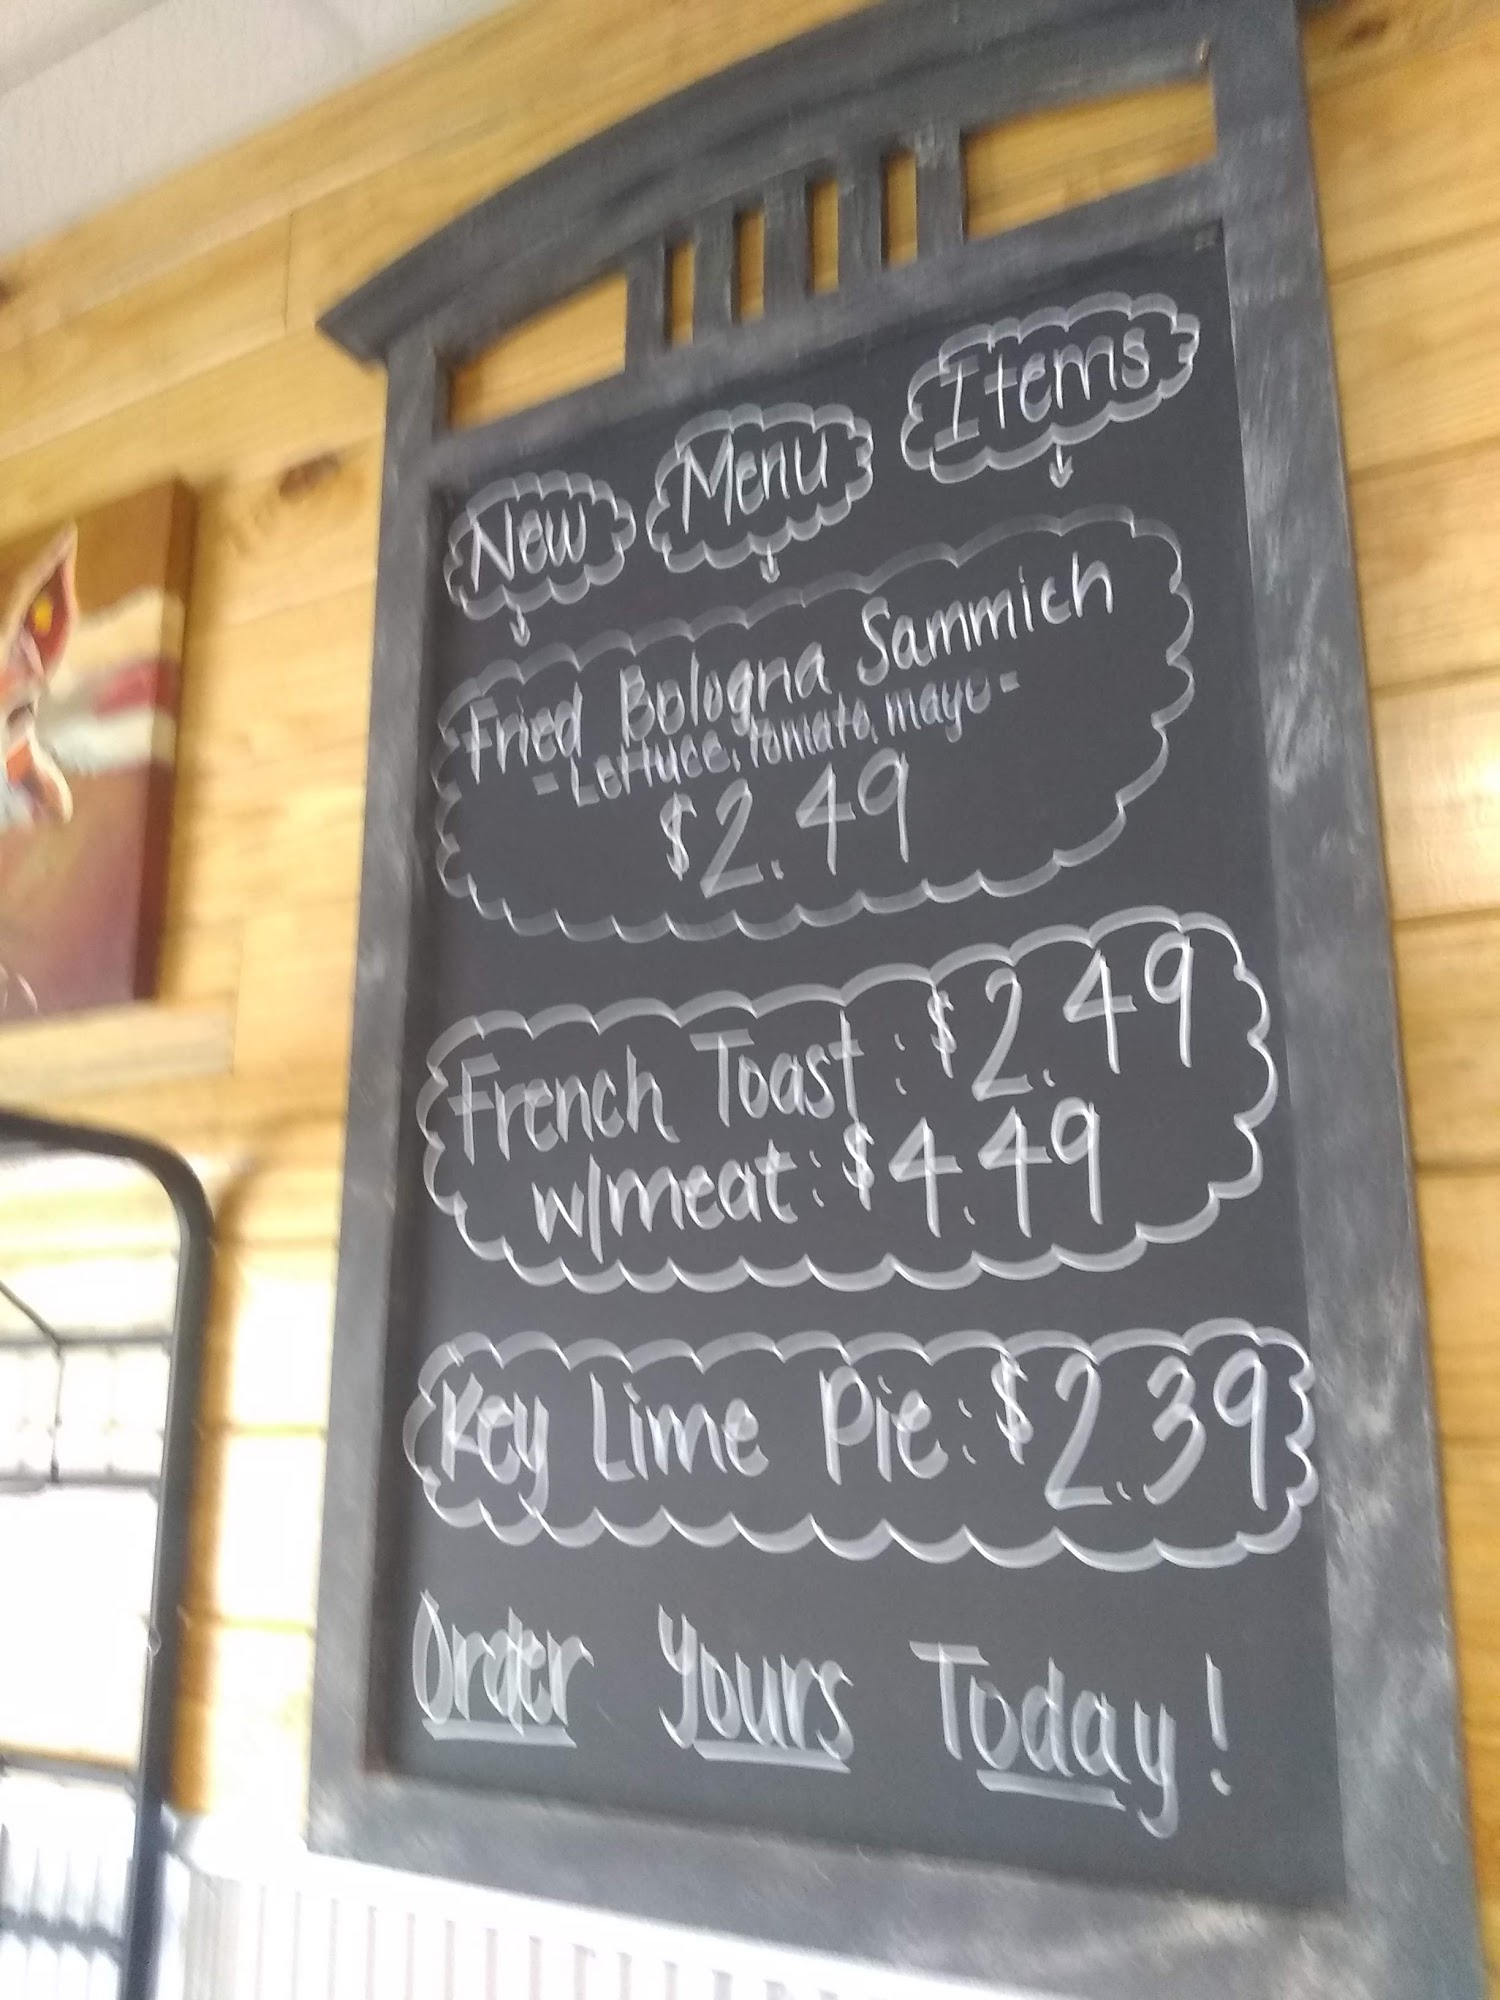 New Menu Items
Fried Bologna Sammich
- Lettuce, tomato, mayo -
$2.49
French Toast: $2.49
w/meat: $4.49
Key Lime Pie: $2.39
Order Yours Today!